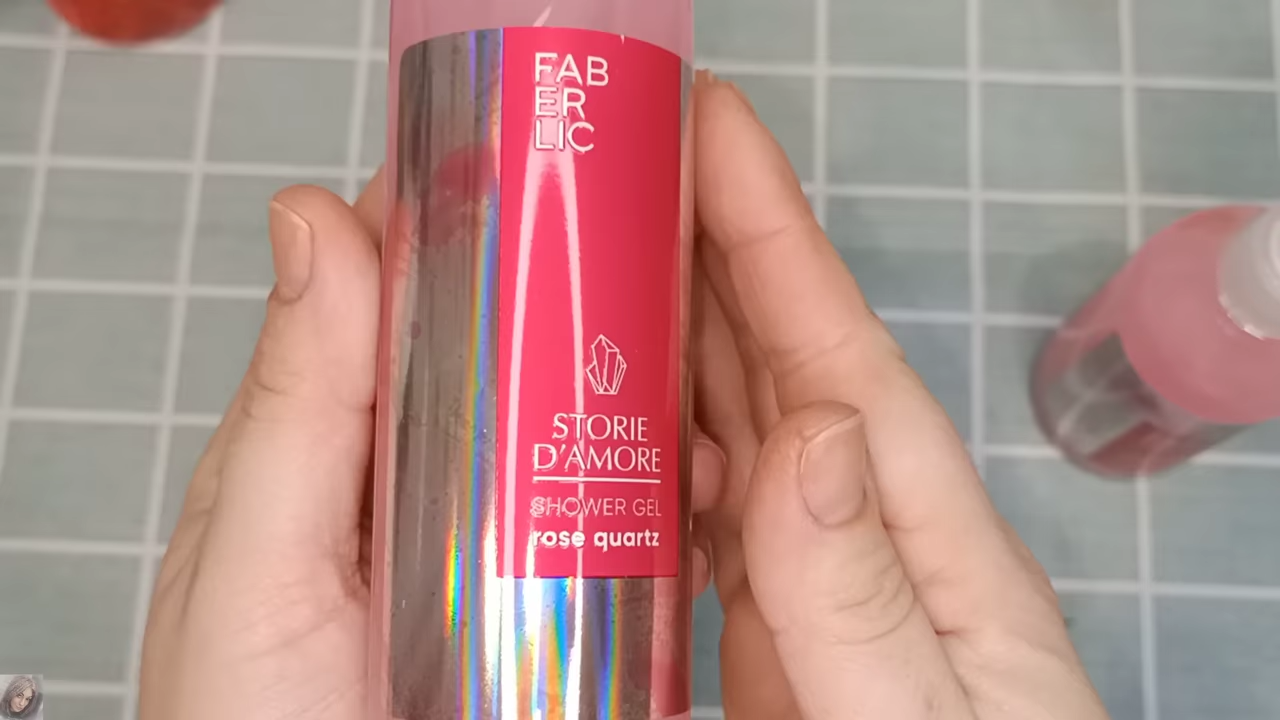 FAB
ER
LIC
STORIE
D'AMORE
SHOWER GEL
rose quartz